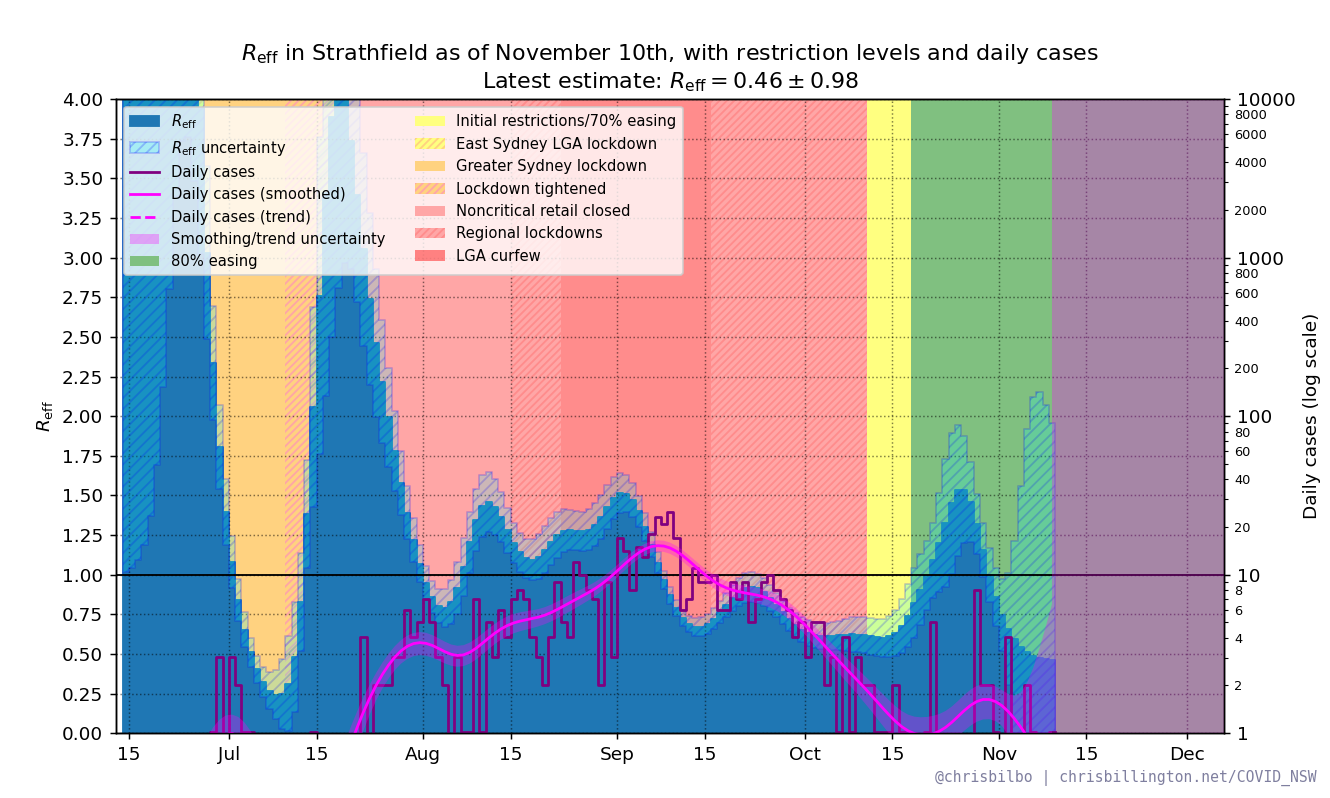 Reff in Strathfield as of November 10th, with restriction levels and daily cases
Latest estimate: Reff = 0.46 ± 0.98
4.00
3.75
3.50
3.25
3.00
2.75
2.50
2.25
2.00
1.75
1.50
1.25
1.00
0.75
0.50
0.25
0.00
Reff
Reff
Reff uncertainty
Daily cases
Daily cases (smoothed)
Daily cases (trend)
Smoothing/trend uncertainty
80% easing
Initial restrictions/70% easing
East Sydney LGA lockdown
Greater Sydney lockdown
Lockdown tightened
Noncritical retail closed
Regional lockdowns
LGA curfew
10000
8000
6000
4000
2000
1000
800
600
400
200
100
80
60
40
20
10
8
6
4
2
1
Daily cases (log scale)
15 Jul 15 Aug 15 Sep 15 Oct 15 Nov 15 Dec
@chrisbilbo | chrisbillington.net/COVID_NSW